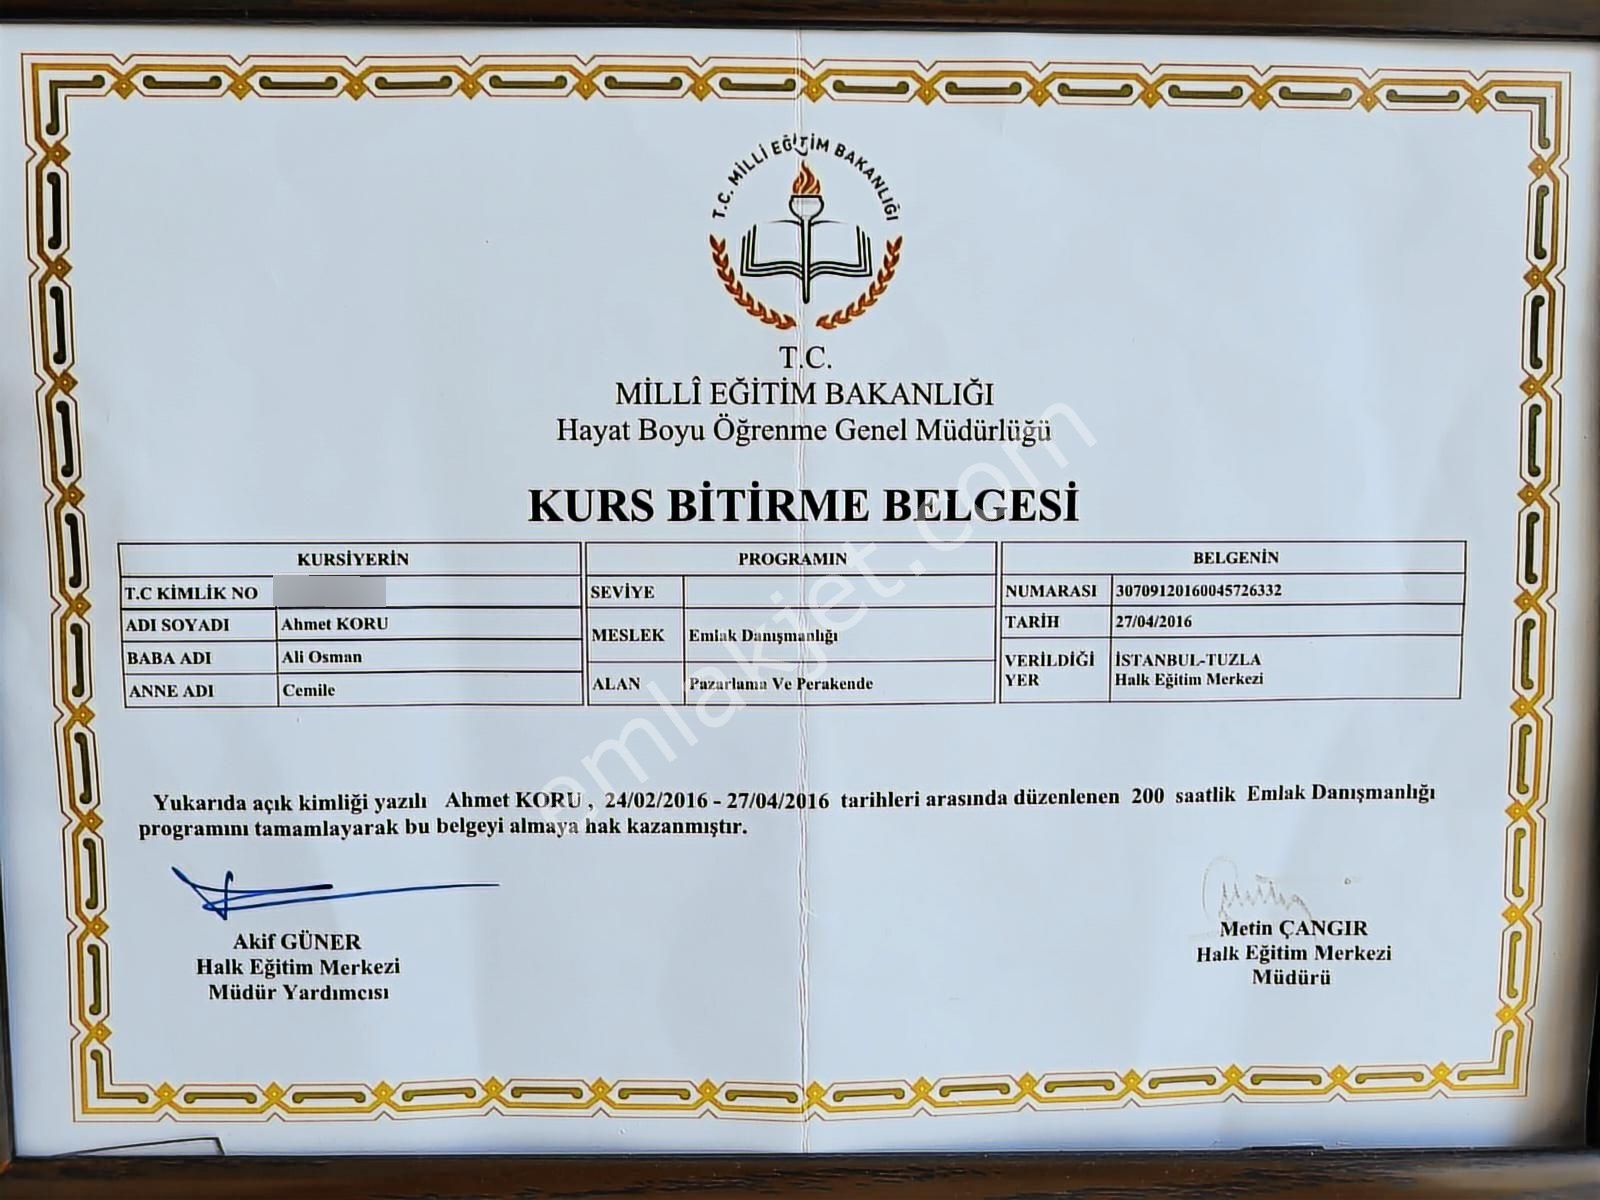 T.C. MİLLİ EĞİTİM BAKANLIĞI
T.C.
MİLLÎ EĞİTİM BAKANLIĞI
Hayat Boyu Öğrenme Genel Müdürlüğü
KURS BİTİRME BELGESİ
KURSİYERİN
T.C KİMLİK NO
ADI SOYADI Ahmet KORU
BABA ADI Ali Osman
ANNE ADI Cemile
PROGRAMIN
SEVİYE
MESLEK Emlak Danışmanlığı
ALAN Pazarlama Ve Perakende
BELGENİN
NUMARASI 30709120160045726332
TARİH 27/04/2016
VERİLDİĞİ YER İSTANBUL-TUZLA
Halk Eğitim Merkezi
Yukarıda açık kimliği yazılı Ahmet KORU , 24/02/2016 - 27/04/2016 tarihleri arasında düzenlenen 200 saatlik Emlak Danışmanlığı
programını tamamlayarak bu belgeyi almaya hak kazanmıştır.
Akif GÜNER
Halk Eğitim Merkezi
Müdür Yardımcısı
Metin ÇANGIR
Halk Eğitim Merkezi
Müdürü
emlakjet.com